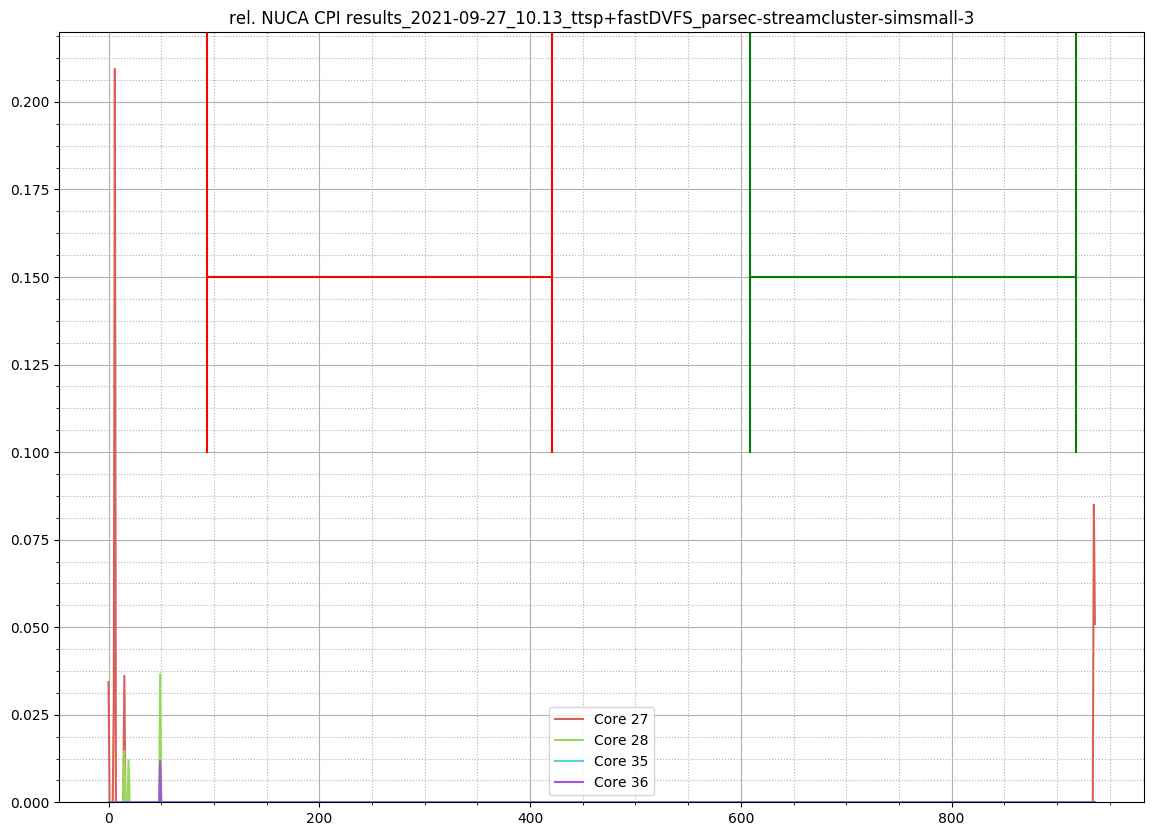 rel. NUCA CPI results_2021-09-27_10.13_ttsp+fastDVFS_parsec-streamcluster-simsmall-3
0.200
0.175
0.150
0.125
0.100
0.075
0.050
0.025
0.000
Core 27
Core 28
Core 35
Core 36
0 200 400 600 800